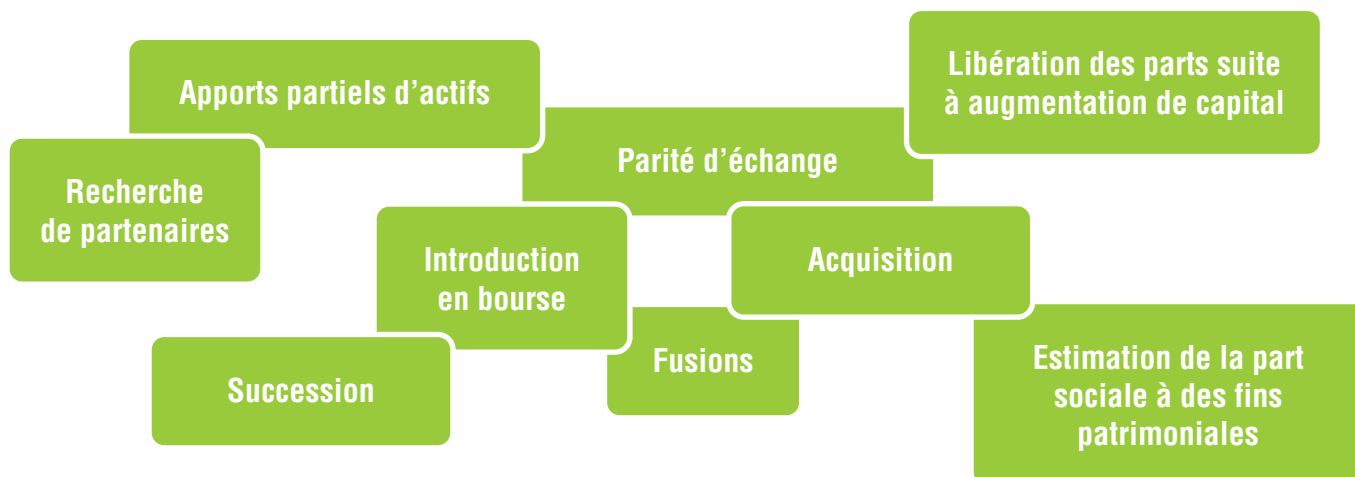 Apports partiels d’actifs
Libération des parts suite
à augmentation de capital
Parité d’échange
Recherche
de partenaires
Introduction
en bourse
Acquisition
Fusions
Succession
Estimation de la part
sociale à des fins
patrimoniales